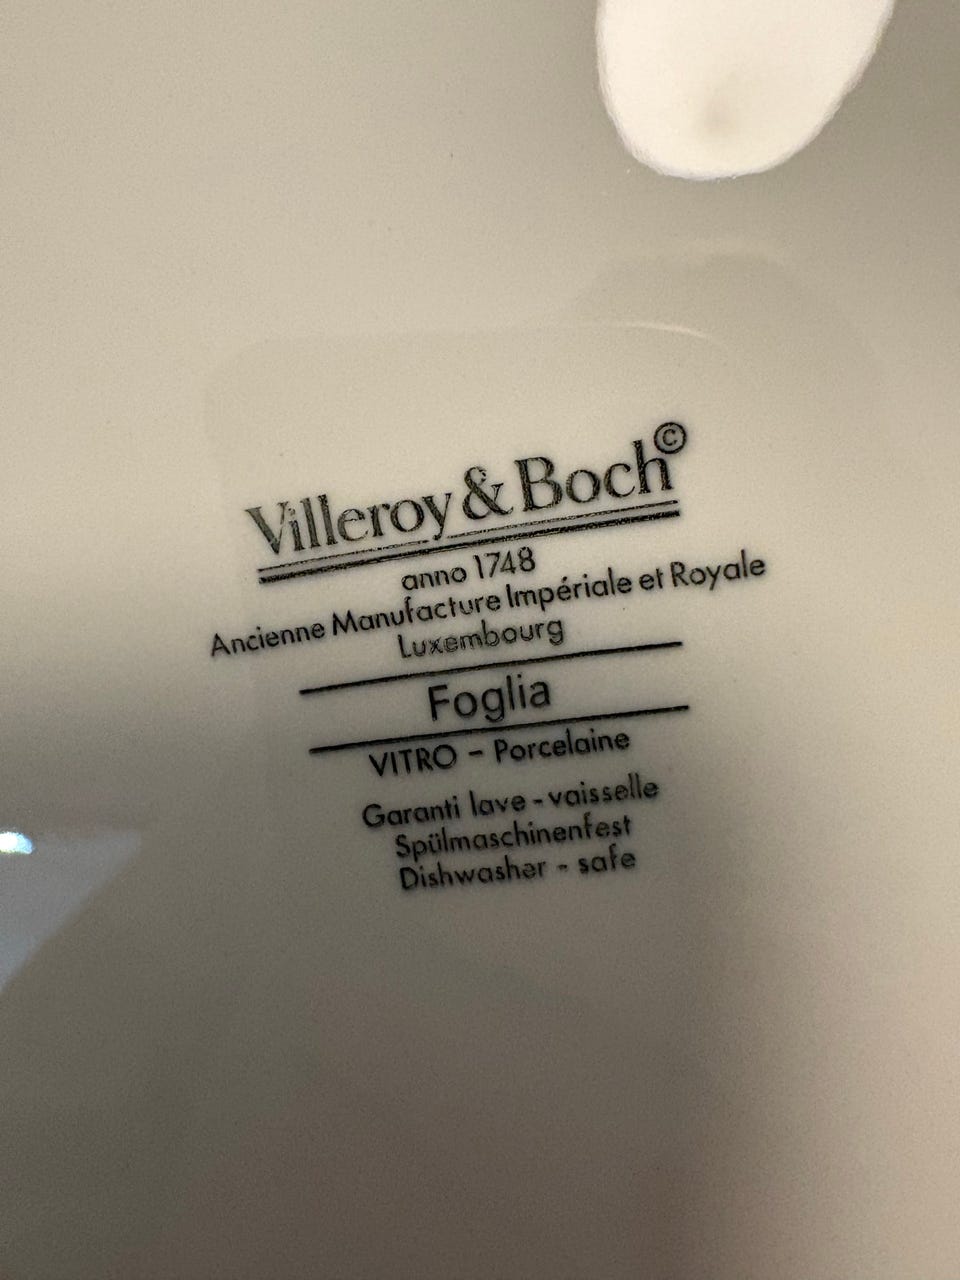 Villeroy & Boch ©
anno 1748
Ancienne Manufacture Impériale et Royale
Luxembourg
Foglia
VITRO – Porcelaine
Garanti lave - vaisselle
Spülmaschinenfest
Dishwasher - safe